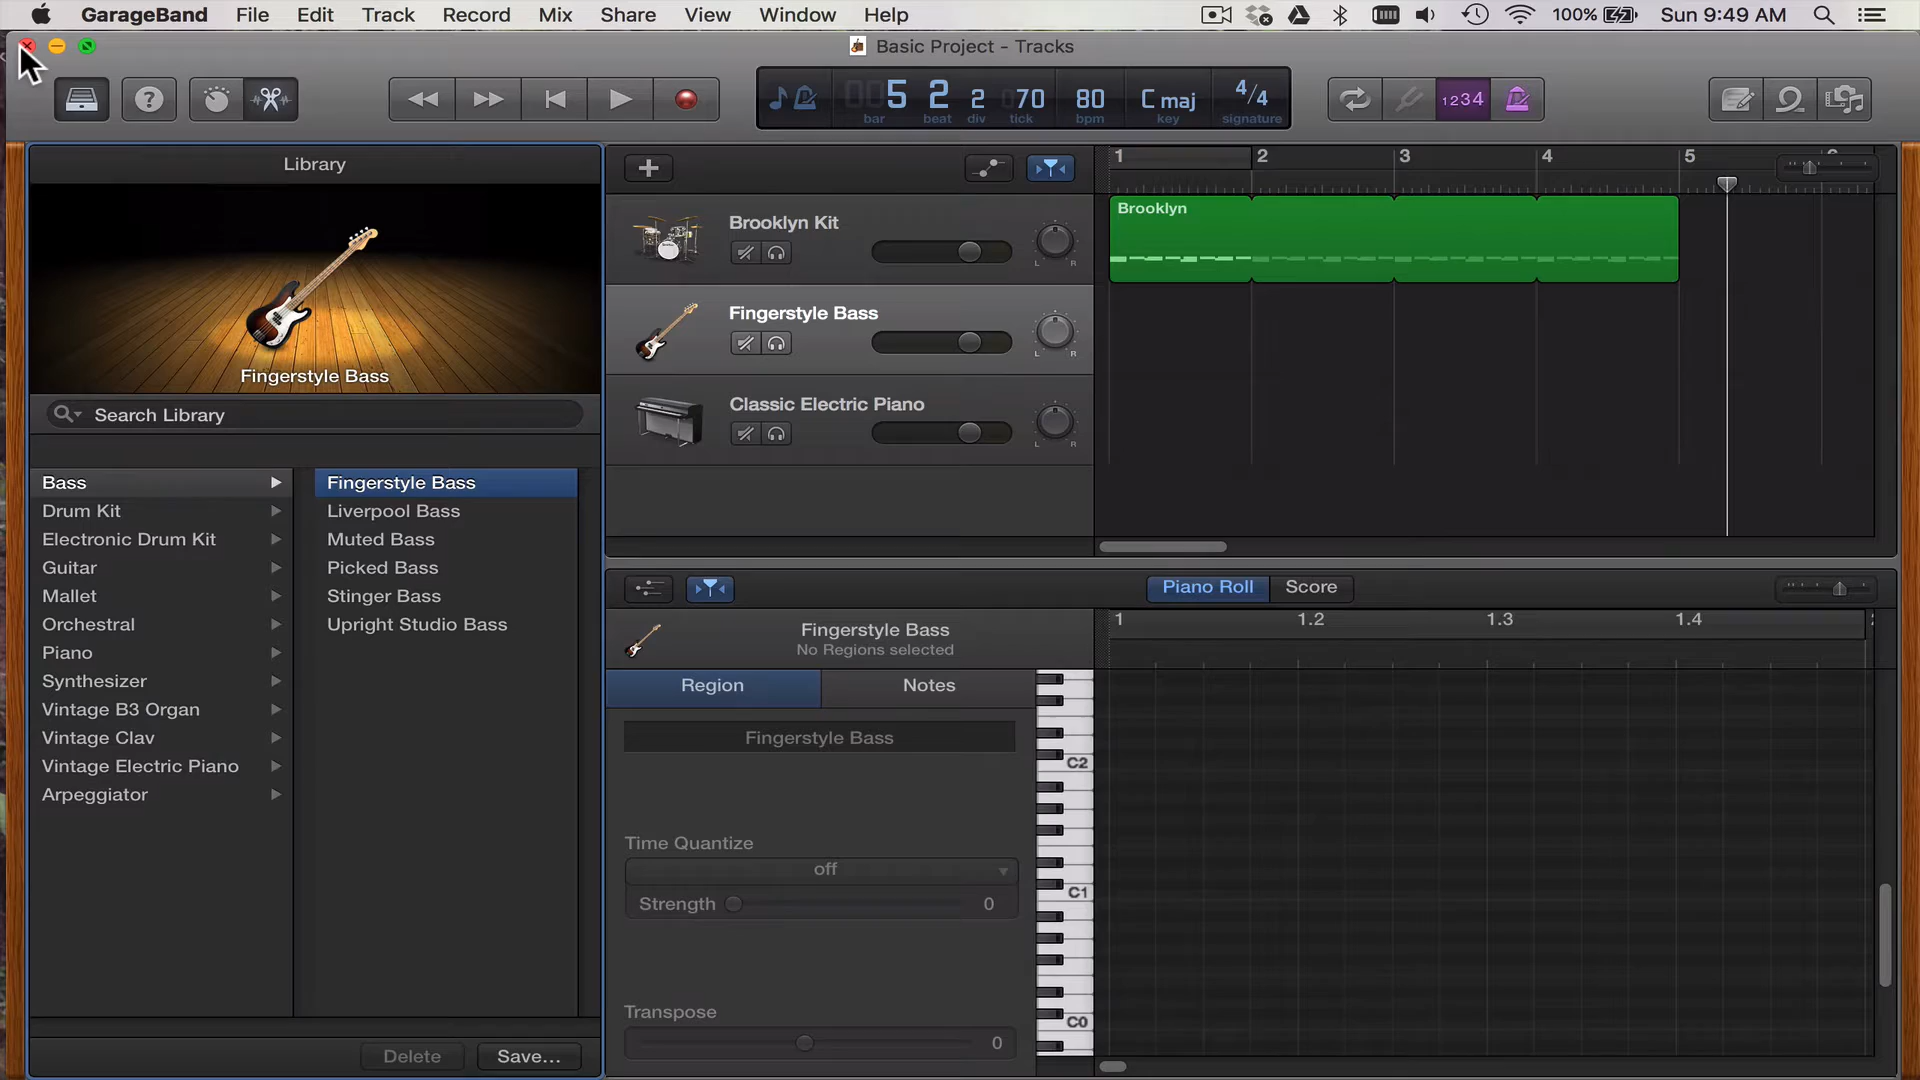 GarageBand File Edit Track Record Mix Share View Window Help 100% Sun 9:49 AM
Basic Project - Tracks
5 2 2 70 80 C maj 4/4
bar beat div tick bpm key signature
1234
Library
Fingerstyle Bass
Search Library
Bass
Drum Kit
Electronic Drum Kit
Guitar
Mallet
Orchestral
Piano
Synthesizer
Vintage B3 Organ
Vintage Clav
Vintage Electric Piano
Arpeggiator
Fingerstyle Bass
Liverpool Bass
Muted Bass
Picked Bass
Stinger Bass
Upright Studio Bass
Delete Save...
1 2 3 4 5
Brooklyn Kit
L R
Fingerstyle Bass
L R
Classic Electric Piano
L R
Brooklyn
Piano Roll Score
Fingerstyle Bass
No Regions selected
1 1.2 1.3 1.4
Region Notes
Fingerstyle Bass
Time Quantize
off
Strength 0
Transpose
0
C2
C1
C0